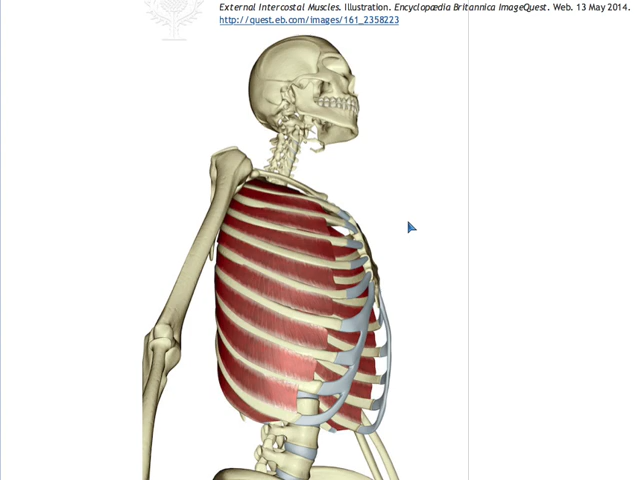 External Intercostal Muscles. Illustration. Encyclopædia Britannica ImageQuest. Web. 13 May 2014.
http://quest.eb.com/images/161_2358223